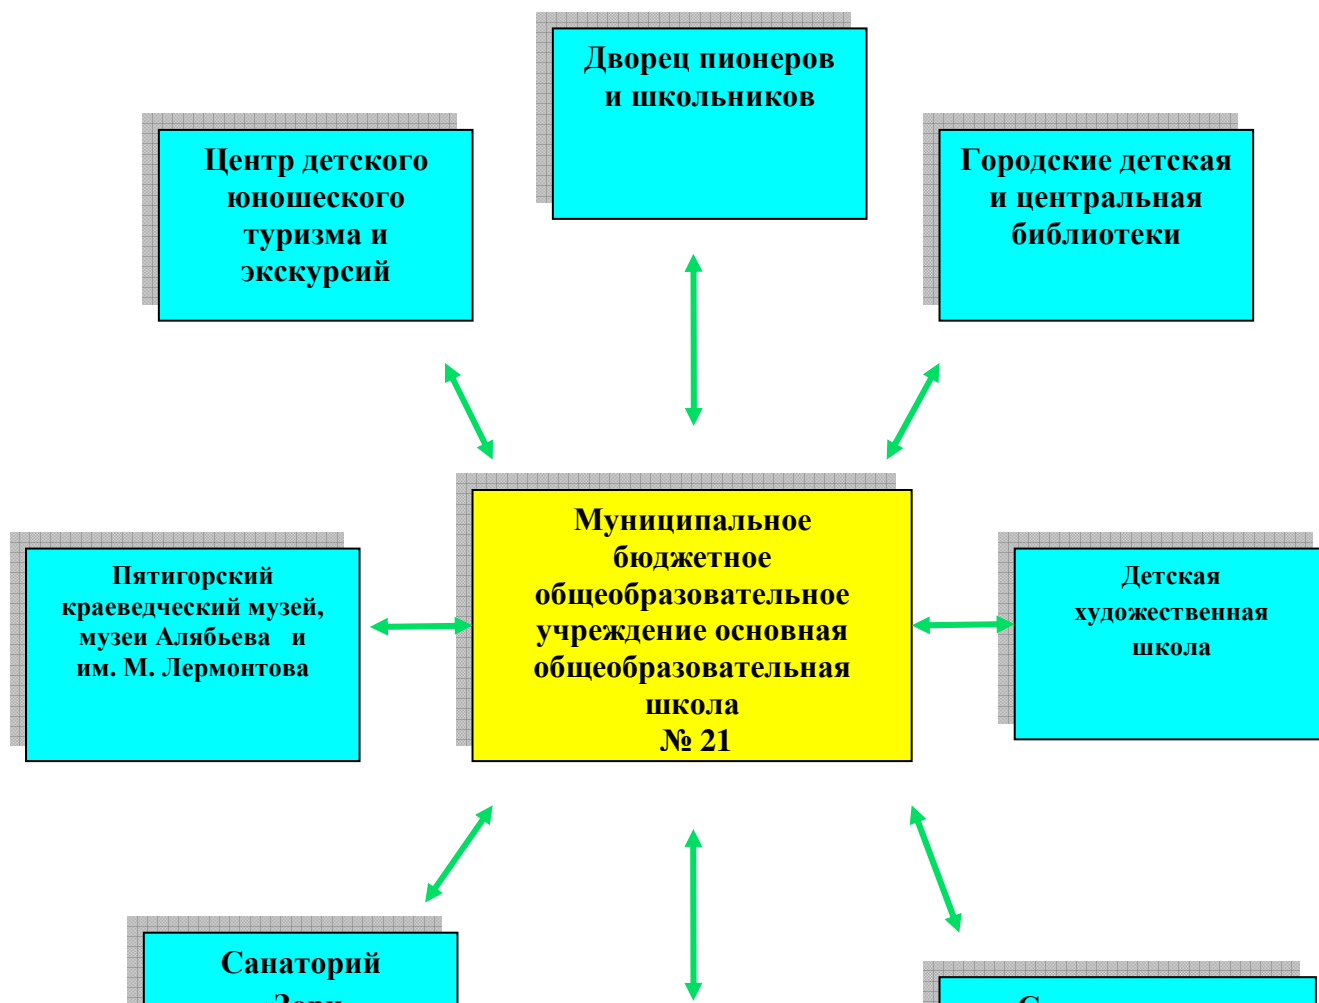 Дворец пионеров
и школьников
Центр детского
юношеского
туризма и
экскурсий
Городские детская
и центральная
библиотеки
Муниципальное
бюджетное
общеобразовательное
учреждение основная
общеобразовательная
школа
№ 21
Пятигорский
краеведческий музей,
музеи Алябьева и
им. М. Лермонтова
Детская
художественная
школа
Санаторий